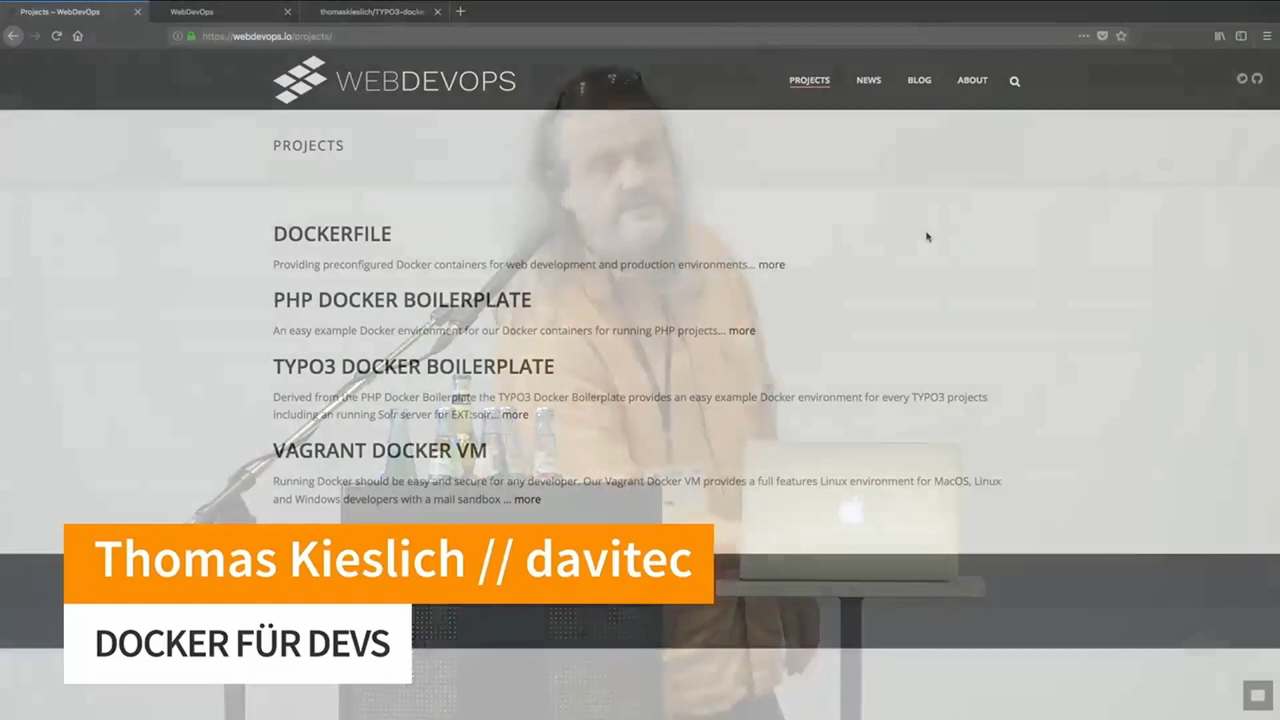 Projects – WebDevOps
WebDevOps
thomaskieslich/TYPO3-docke
https://webdevops.io/projects/
WEBDEVOPS
PROJECTS
NEWS
BLOG
ABOUT
PROJECTS
DOCKERFILE
Providing preconfigured Docker containers for web development and production environments... more
PHP DOCKER BOILERPLATE
An easy example Docker environment for our Docker containers for running PHP projects... more
TYPO3 DOCKER BOILERPLATE
Derived from the PHP Docker Boilerplate the TYPO3 Docker Boilerplate provides an easy example Docker environment for every TYPO3 projects
including an running Solr server for EXT:solr... more
VAGRANT DOCKER VM
Running Docker should be easy and secure for any developer. Our Vagrant Docker VM provides a full features Linux environment for MacOS, Linux
and Windows developers with a mail sandbox ... more
Thomas Kieslich // davitec
DOCKER FÜR DEVS